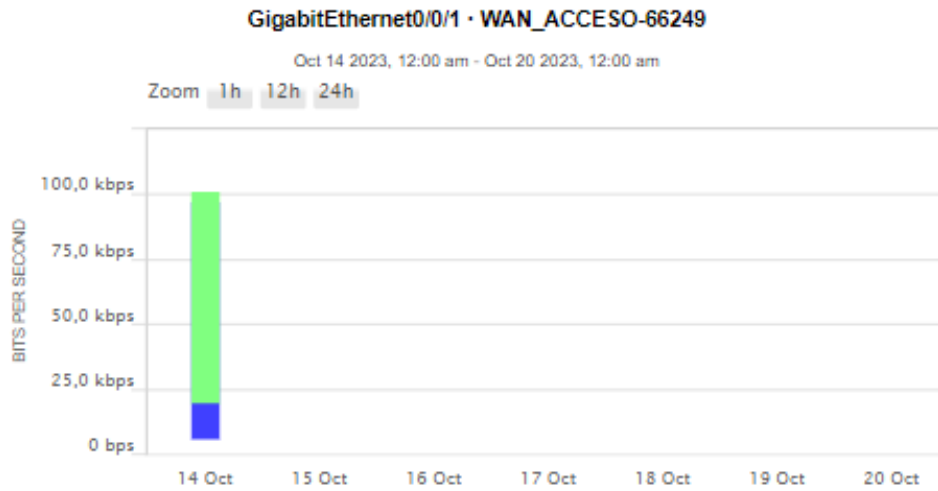 GigabitEthernet0/0/1 · WAN_ACCESO-66249
Oct 14 2023, 12:00 am - Oct 20 2023, 12:00 am
Zoom 1h 12h 24h
BITS PER SECOND
100,0 kbps
75,0 kbps
50,0 kbps
25,0 kbps
0 bps
14 Oct 15 Oct 16 Oct 17 Oct 18 Oct 19 Oct 20 Oct